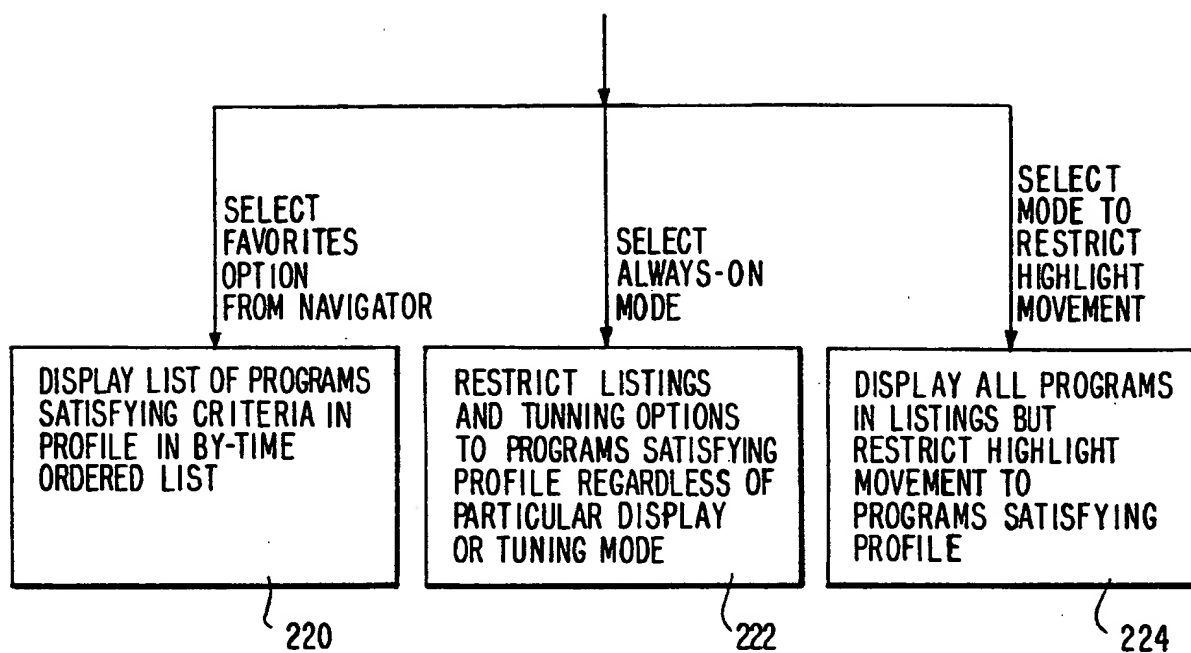 SELECT
FAVORITES
OPTION
FROM NAVIGATOR
SELECT
ALWAYS-ON
MODE
SELECT
MODE TO
RESTRICT
HIGHLIGHT
MOVEMENT
DISPLAY LIST OF PROGRAMS
SATISFYING CRITERIA IN
PROFILE IN BY-TIME
ORDERED LIST
220
RESTRICT LISTINGS
AND TUNNING OPTIONS
TO PROGRAMS SATISFYING
PROFILE REGARDLESS OF
PARTICULAR DISPLAY
OR TUNING MODE
222
DISPLAY ALL PROGRAMS
IN LISTINGS BUT
RESTRICT HIGHLIGHT
MOVEMENT TO
PROGRAMS SATISFYING
PROFILE
224